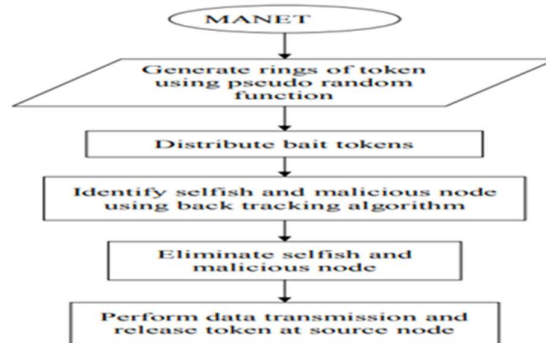 MANET
Generate rings of token
using pseudo random
function
Distribute bait tokens
Identify selfish and malicious node
using back tracking algorithm
Eliminate selfish and
malicious node
Perform data transmission and
release token at source node